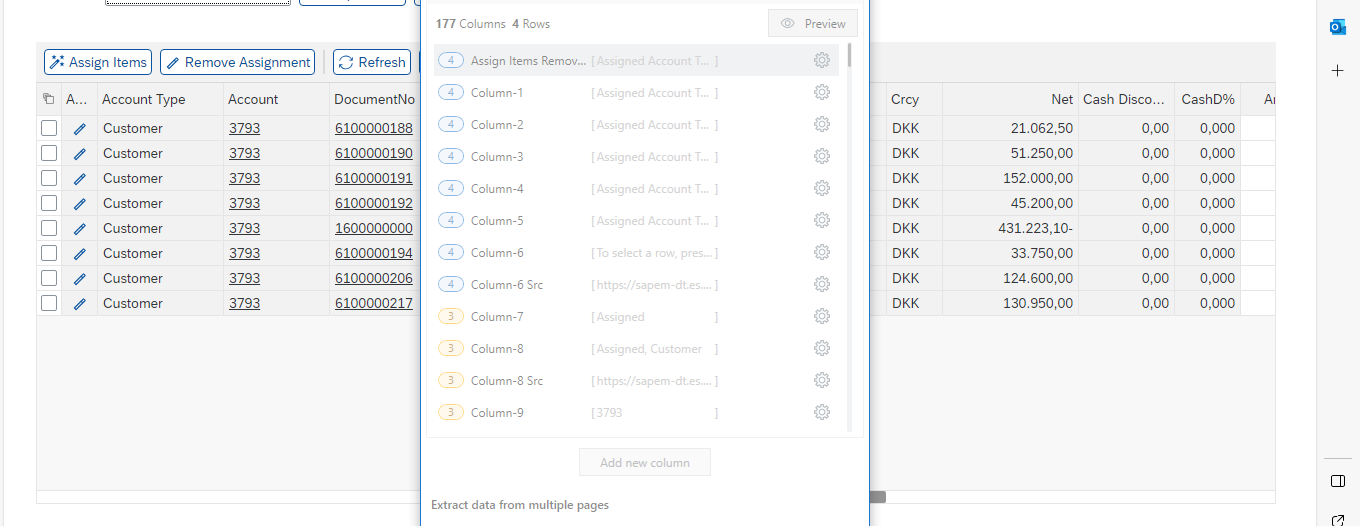 177 Columns 4 Rows
Preview
Assign Items
Remove Assignment
Refresh
4 Assign Items Remov... [Assigned Account T... ]
4 Column-1 [Assigned Account T... ]
4 Column-2 [Assigned Account T... ]
4 Column-3 [Assigned Account T... ]
4 Column-4 [Assigned Account T... ]
4 Column-5 [Assigned Account T... ]
4 Column-6 [To select a row, pres... ]
4 Column-6 Src [https://sapem-dt.es.... ]
3 Column-7 [Assigned ]
3 Column-8 [Assigned, Customer ]
3 Column-8 Src [https://sapem-dt.es.... ]
3 Column-9 [3793 ]
Add new column
Extract data from multiple pages
A... Account Type Account DocumentNo Crcy Net Cash Disco... CashD%
Customer 3793 6100000188 DKK 21.062,50 0,00 0,000
Customer 3793 6100000190 DKK 51.250,00 0,00 0,000
Customer 3793 6100000191 DKK 152.000,00 0,00 0,000
Customer 3793 6100000192 DKK 45.200,00 0,00 0,000
Customer 3793 1600000000 DKK 431.223,10- 0,00 0,000
Customer 3793 6100000194 DKK 33.750,00 0,00 0,000
Customer 3793 6100000206 DKK 124.600,00 0,00 0,000
Customer 3793 6100000217 DKK 130.950,00 0,00 0,000